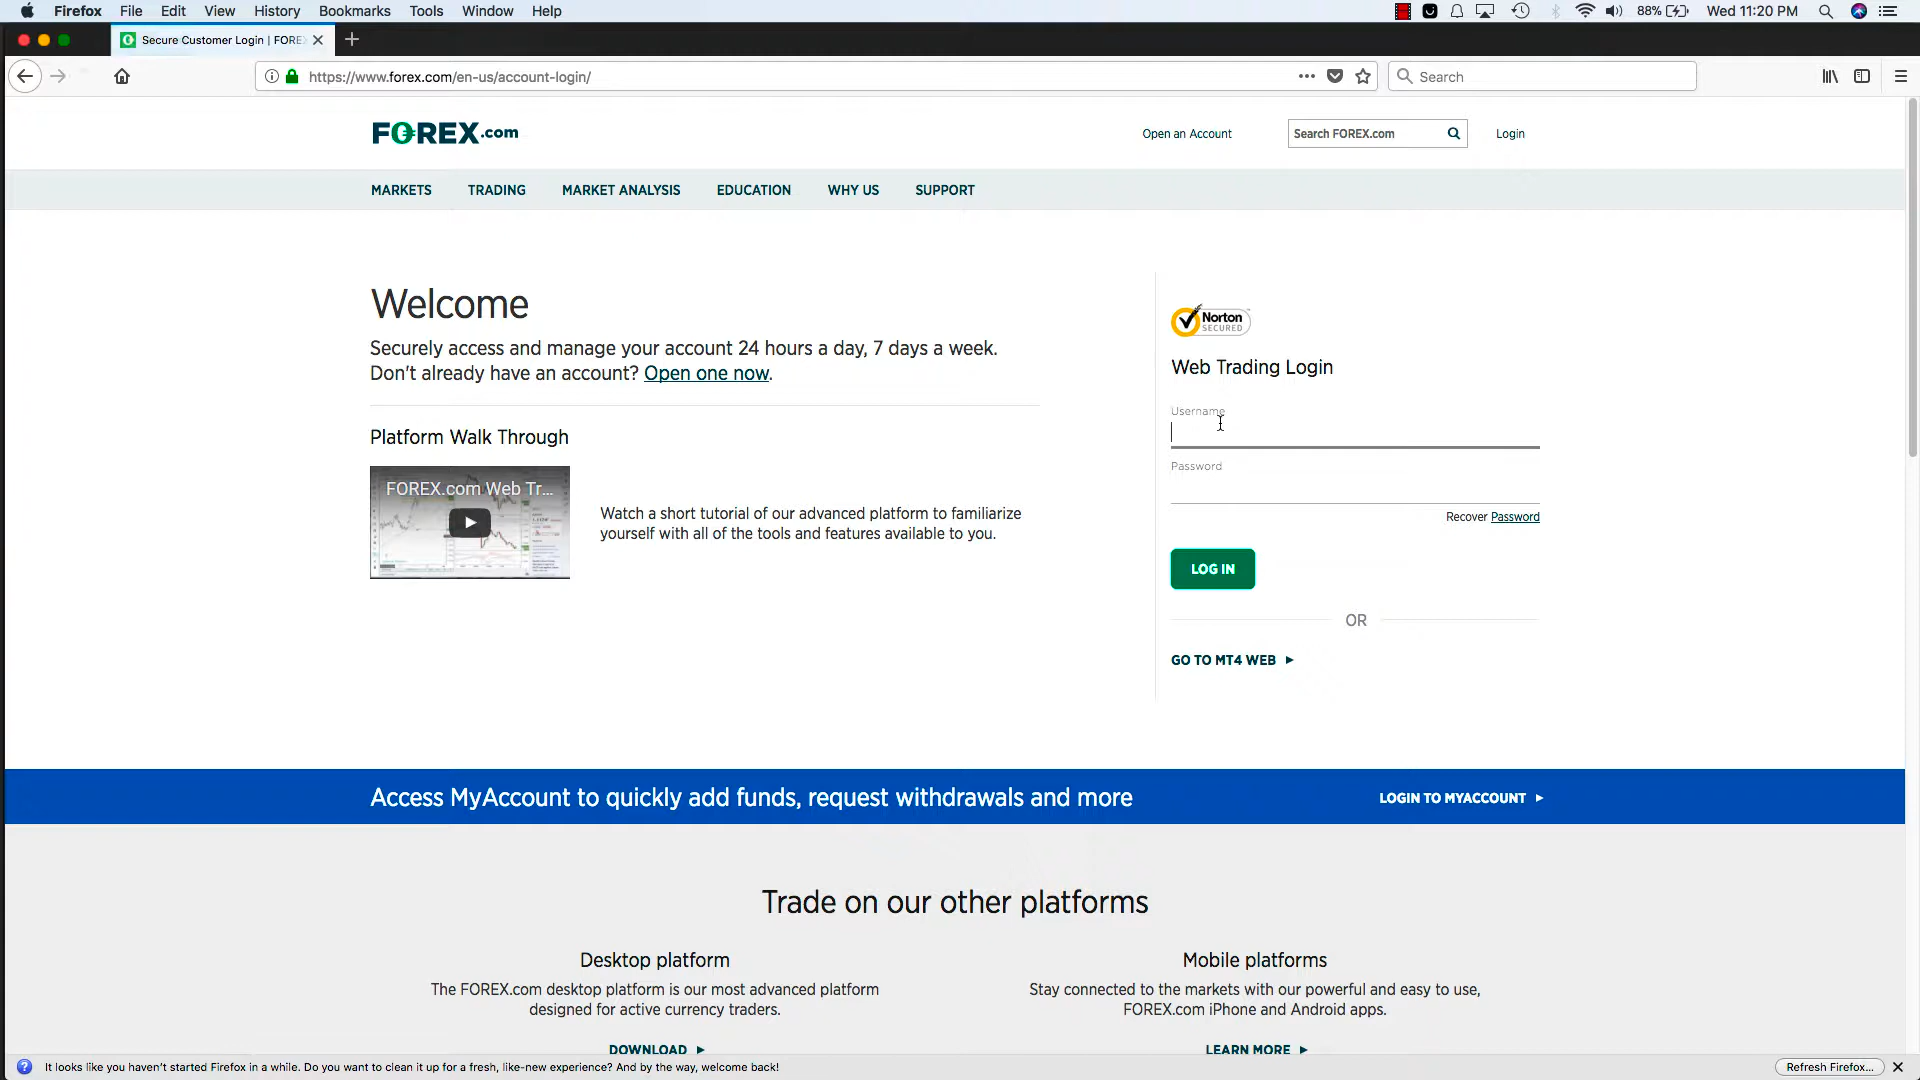 Firefox File Edit View History Bookmarks Tools Window Help
88% Wed 11:20 PM
Secure Customer Login | FORE
https://www.forex.com/en-us/account-login/
Search
FOREX.com
Open an Account
Search FOREX.com
Login
MARKETS TRADING MARKET ANALYSIS EDUCATION WHY US SUPPORT
Welcome
Securely access and manage your account 24 hours a day, 7 days a week.
Don't already have an account? Open one now.
Platform Walk Through
FOREX.com Web Tr...
Watch a short tutorial of our advanced platform to familiarize
yourself with all of the tools and features available to you.
Norton
SECURED
Web Trading Login
Username
Password
Recover Password
LOG IN
OR
GO TO MT4 WEB
Access MyAccount to quickly add funds, request withdrawals and more
LOGIN TO MYACCOUNT
Trade on our other platforms
Desktop platform
The FOREX.com desktop platform is our most advanced platform
designed for active currency traders.
DOWNLOAD
Mobile platforms
Stay connected to the markets with our powerful and easy to use,
FOREX.com iPhone and Android apps.
LEARN MORE
It looks like you haven't started Firefox in a while. Do you want to clean it up for a fresh, like-new experience? And by the way, welcome back!
Refresh Firefox...